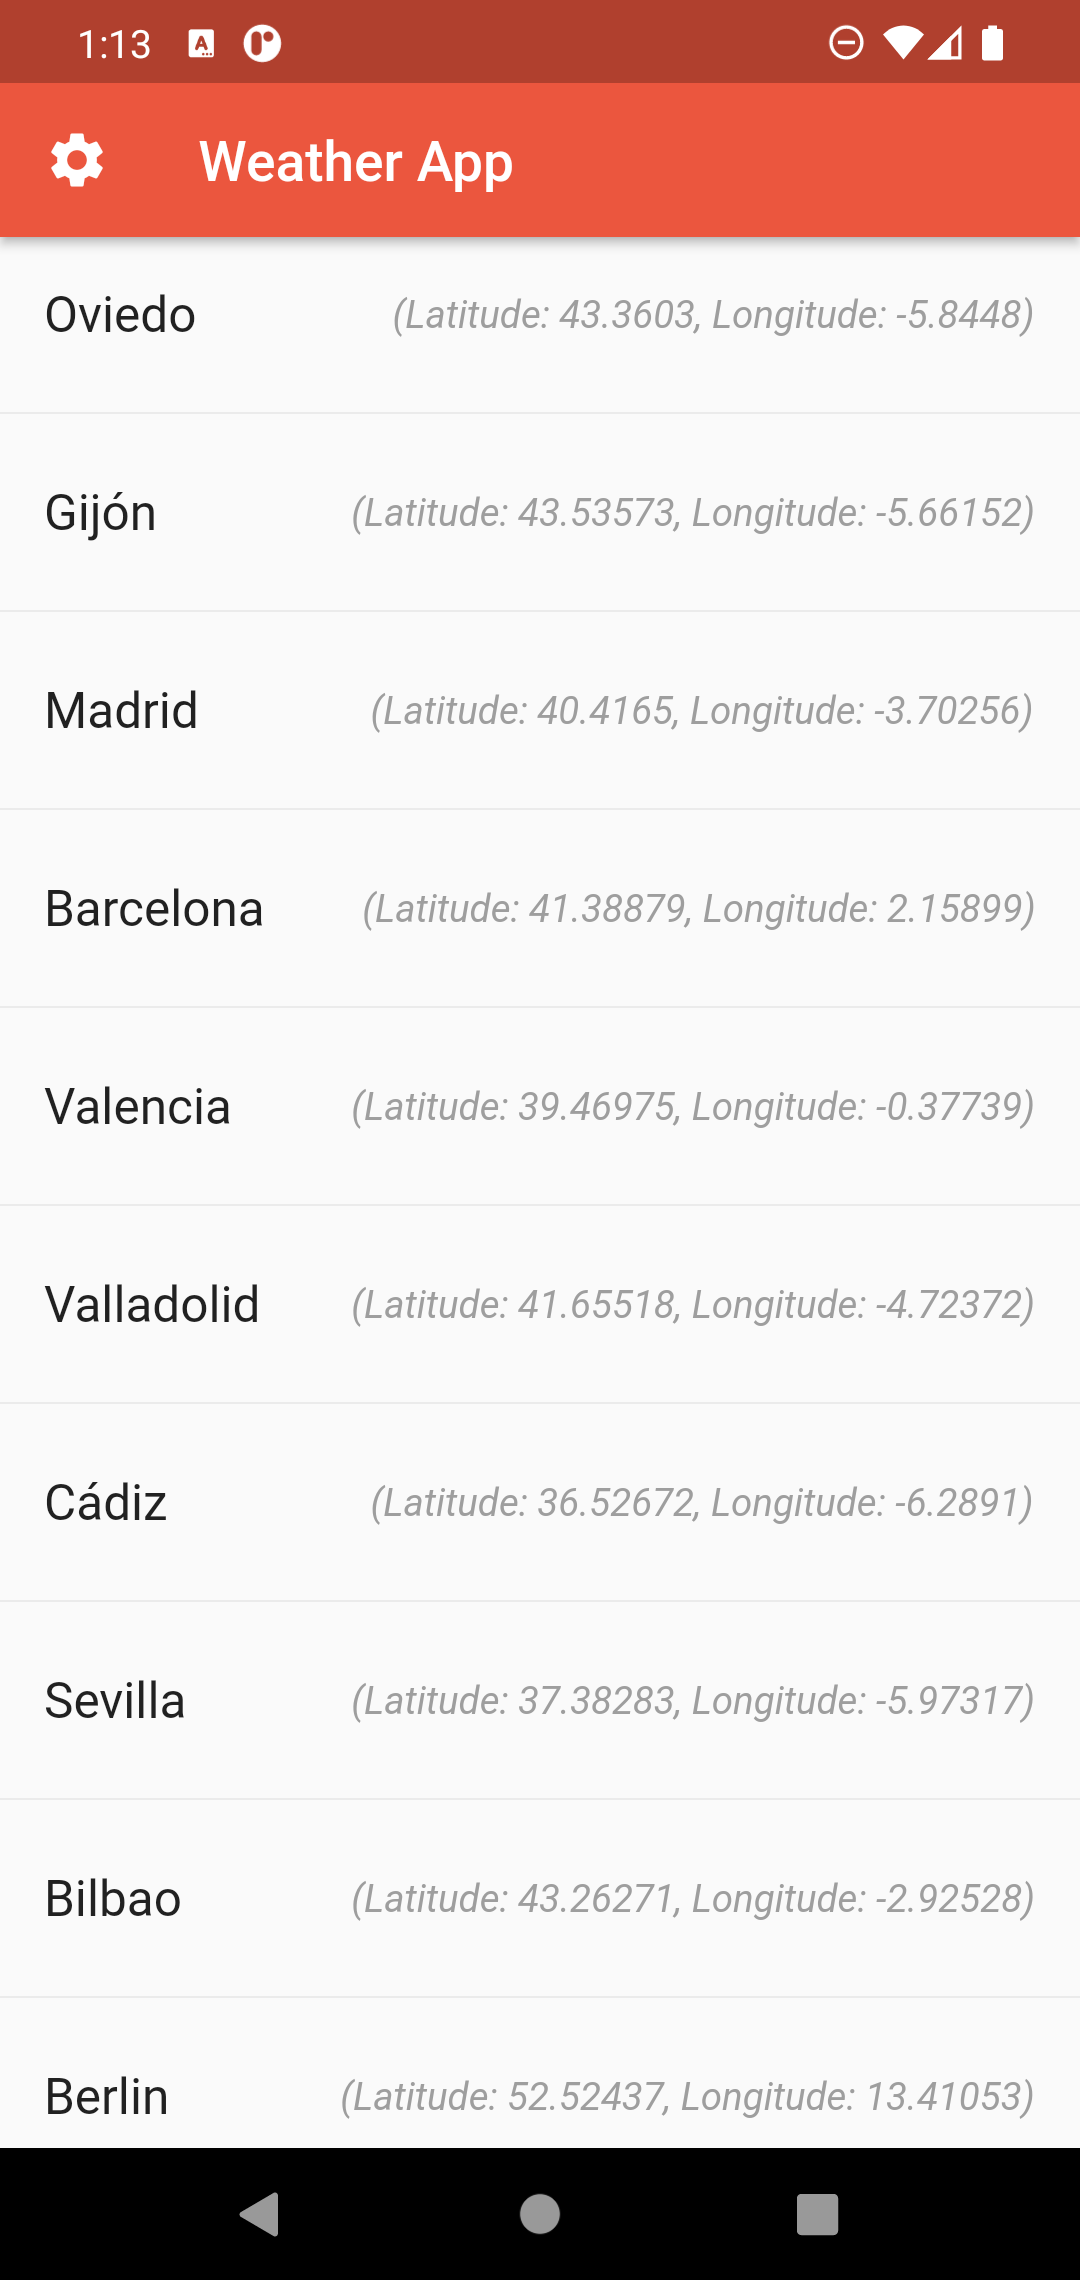 1:13
Weather App
Oviedo (Latitude: 43.3603, Longitude: -5.8448)
Gijón (Latitude: 43.53573, Longitude: -5.66152)
Madrid (Latitude: 40.4165, Longitude: -3.70256)
Barcelona (Latitude: 41.38879, Longitude: 2.15899)
Valencia (Latitude: 39.46975, Longitude: -0.37739)
Valladolid (Latitude: 41.65518, Longitude: -4.72372)
Cádiz (Latitude: 36.52672, Longitude: -6.2891)
Sevilla (Latitude: 37.38283, Longitude: -5.97317)
Bilbao (Latitude: 43.26271, Longitude: -2.92528)
Berlin (Latitude: 52.52437, Longitude: 13.41053)